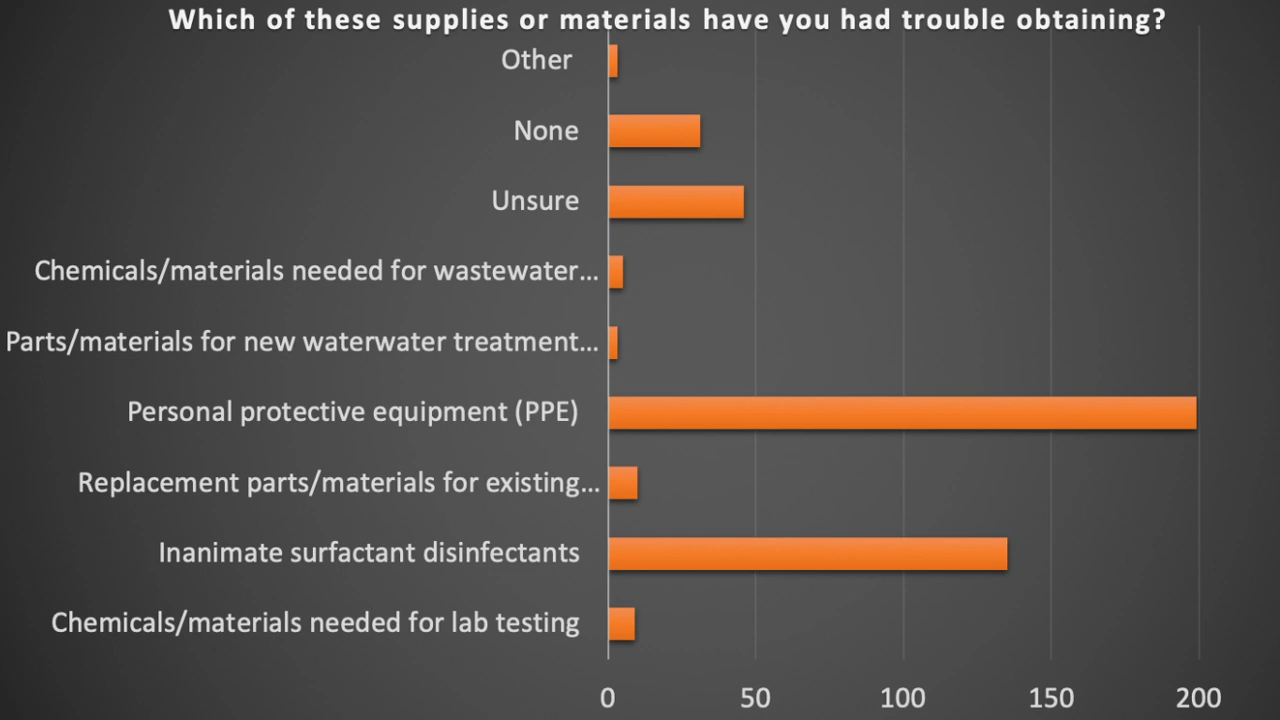 Which of these supplies or materials have you had trouble obtaining?
Other
None
Unsure
Chemicals/materials needed for wastewater...
Parts/materials for new waterwater treatment...
Personal protective equipment (PPE)
Replacement parts/materials for existing...
Inanimate surfactant disinfectants
Chemicals/materials needed for lab testing
0 50 100 150 200